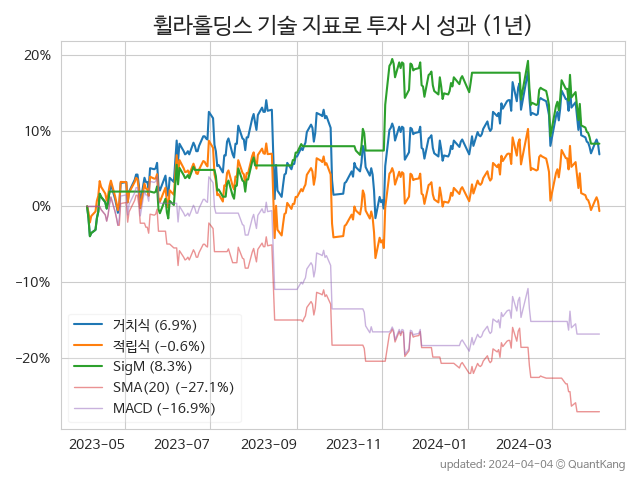 휠라홀딩스 기술 지표로 투자 시 성과 (1년)
20%
10%
0%
−10%
−20%
거치식 (6.9%)
적립식 (−0.6%)
SigM (8.3%)
SMA(20) (−27.1%)
MACD (−16.9%)
2023-05 2023-07 2023-09 2023-11 2024-01 2024-03
updated: 2024-04-04 © QuantKang